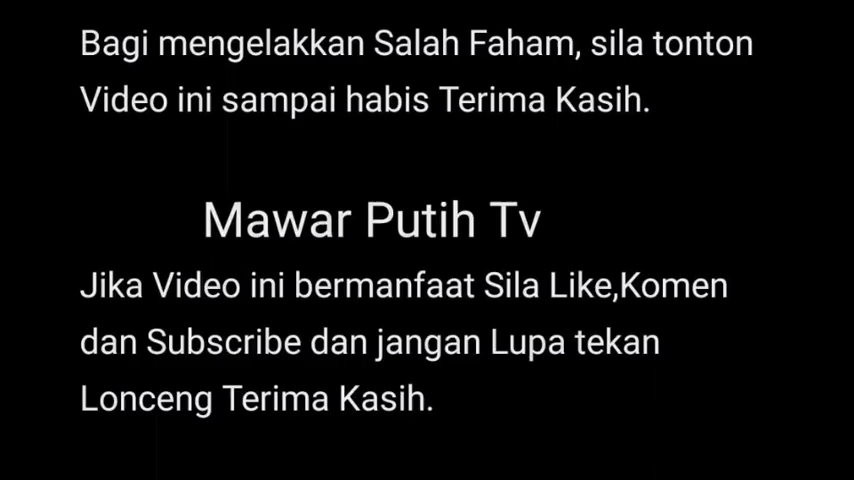 Bagi mengelakkan Salah Faham, sila tonton
Video ini sampai habis Terima Kasih.
Mawar Putih Tv
Jika Video ini bermanfaat Sila Like,Komen
dan Subscribe dan jangan Lupa tekan
Lonceng Terima Kasih.